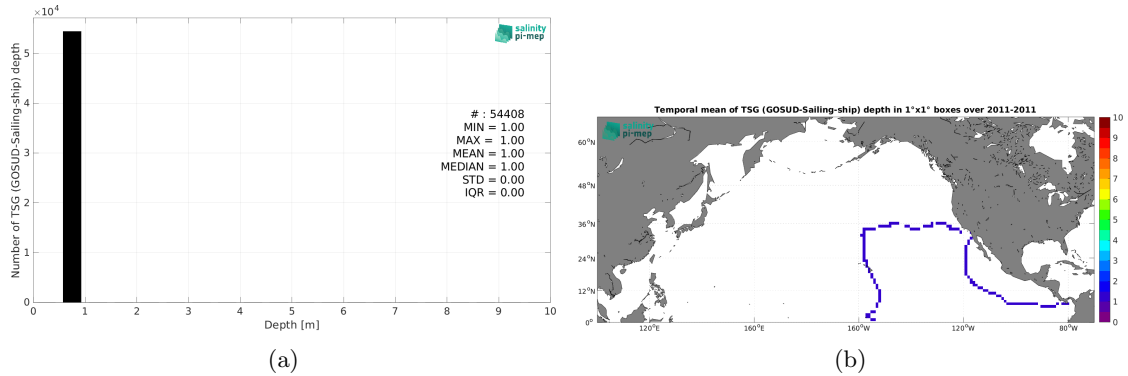 ×10⁴
5
4
3
2
1
0
Number of TSG (GOSUD-Sailing-ship) depth
salinity
pi-mep
# : 54408
MIN = 1.00
MAX = 1.00
MEAN = 1.00
MEDIAN = 1.00
STD = 0.00
IQR = 0.00
0 1 2 3 4 5 6 7 8 9 10
Depth [m]
(a)
Temporal mean of TSG (GOSUD-Sailing-ship) depth in 1°x1° boxes over 2011-2011
salinity
pi-mep
60°N
48°N
36°N
24°N
12°N
0°
120°E 160°E 160°W 120°W 80°W
10
9
8
7
6
5
4
3
2
1
0
(b)